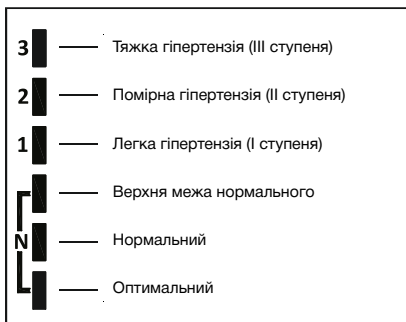 3 Тяжка гіпертензія (III ступеня)
2 Помірна гіпертензія (II ступеня)
1 Легка гіпертензія (I ступеня)
Верхня межа нормального
N Нормальний
Оптимальний